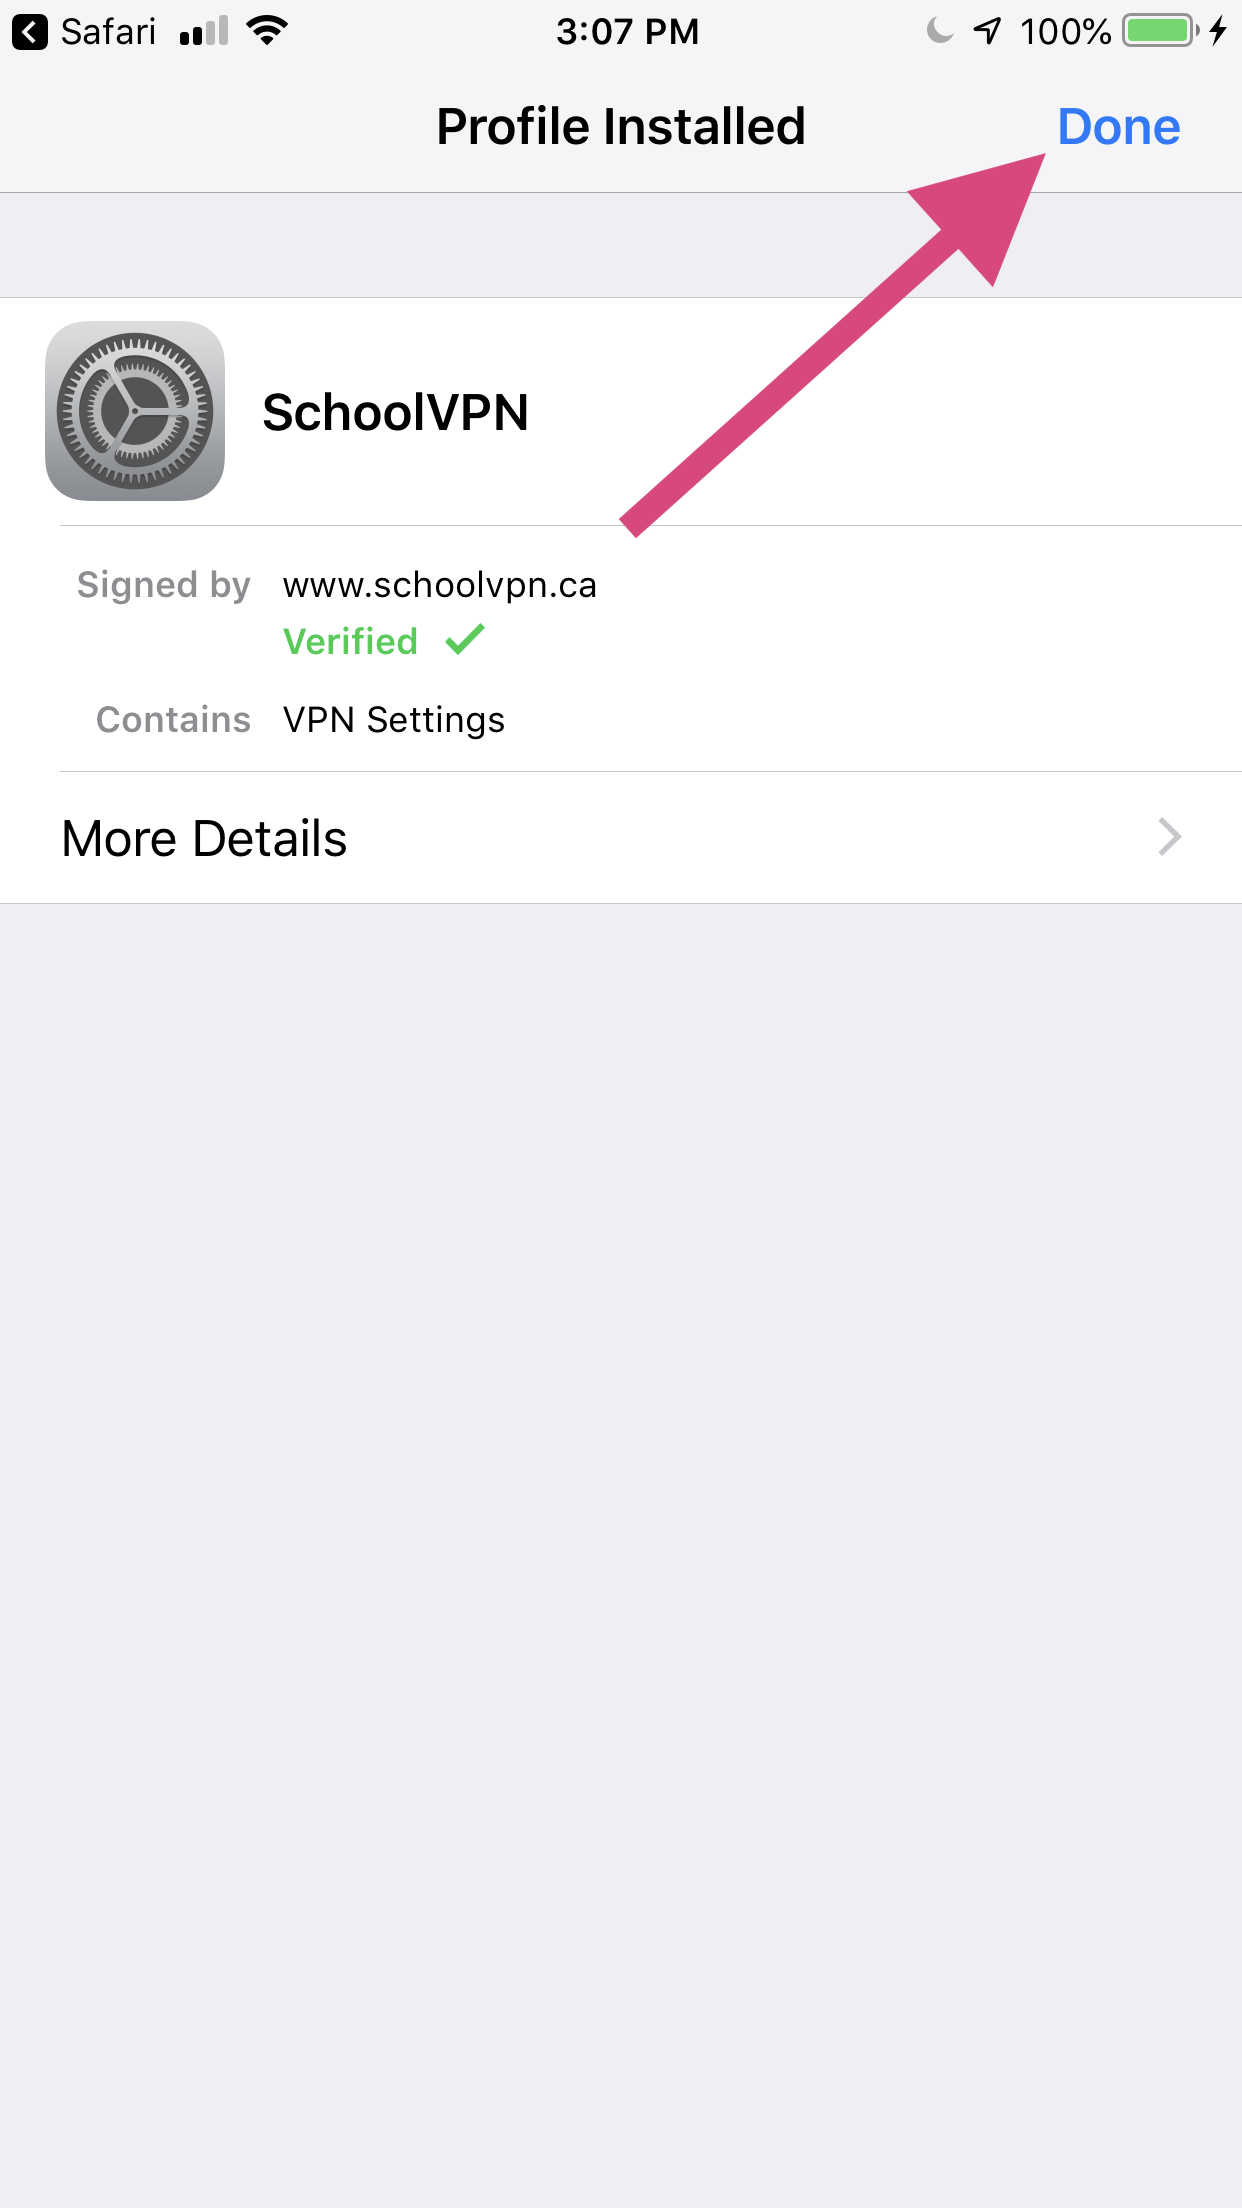 Safari 3:07 PM 100%
Profile Installed Done
SchoolVPN
Signed by www.schoolvpn.ca
Verified
Contains VPN Settings
More Details